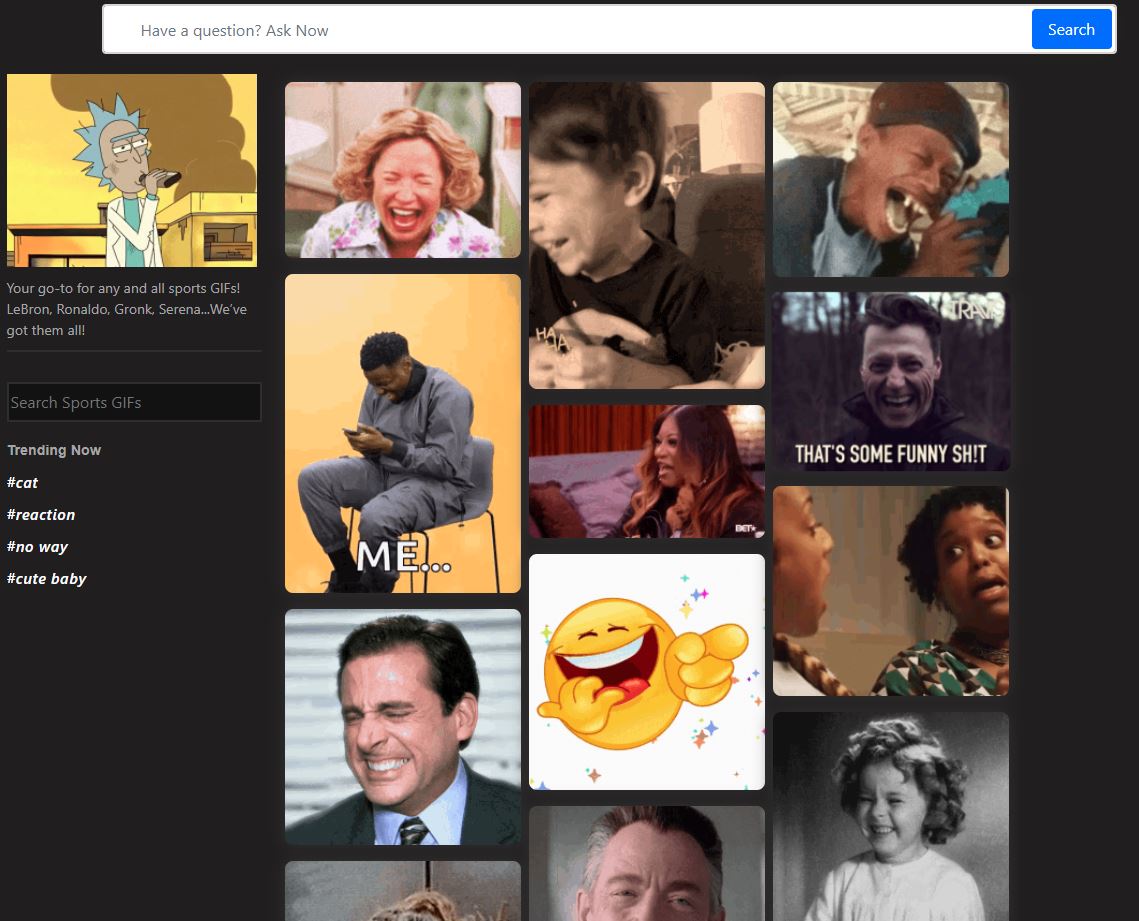 Have a question? Ask Now
Search
Your go-to for any and all sports GIFs!
LeBron, Ronaldo, Gronk, Serena...We've
got them all!
Search Sports GIFs
Trending Now
#cat
#reaction
#no way
#cute baby
ME...
HA
HA
BET★
TRAVIS
THAT'S SOME FUNNY SH!T